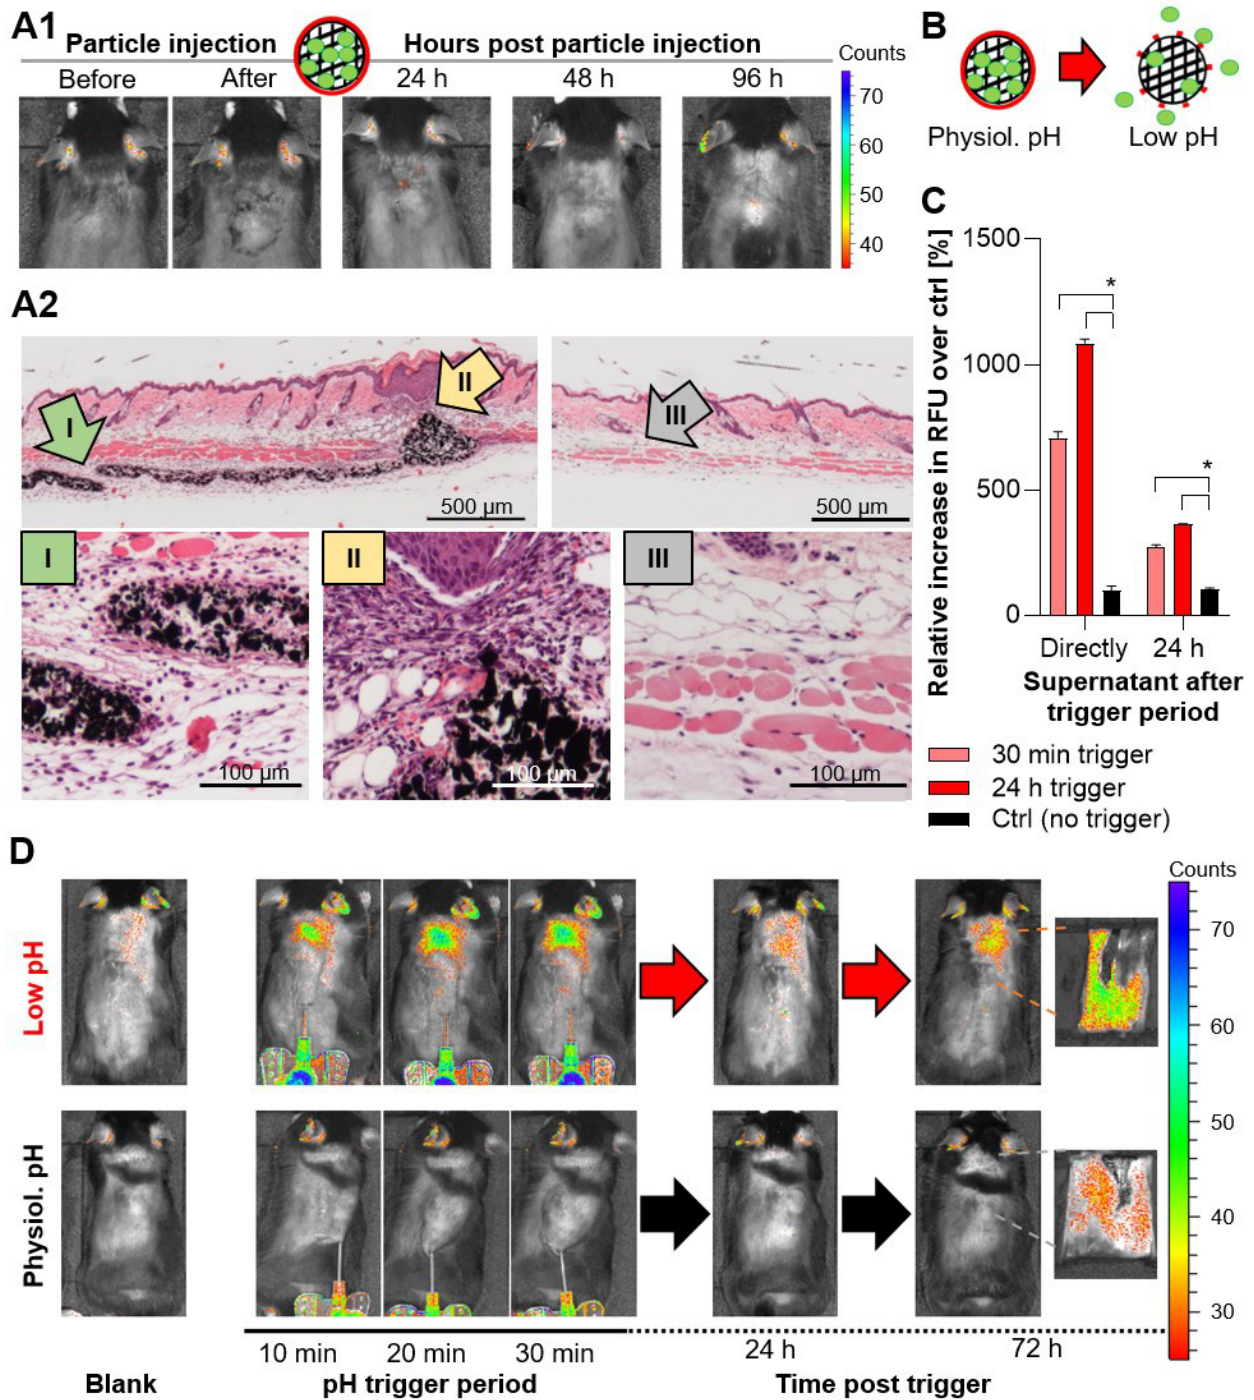 A1
Particle injection
Hours post particle injection
Before
After
24 h
48 h
96 h
Counts
70
60
50
40
B
Physiol. pH
Low pH
C
Relative increase in RFU over ctrl [%]
1500
1000
500
0
*
*
Directly
24 h
Supernatant after
trigger period
30 min trigger
24 h trigger
Ctrl (no trigger)
A2
I
II
III
500 µm
500 µm
I
II
III
100 µm
100 µm
100 µm
D
Low pH
Physiol. pH
Counts
70
60
50
40
30
10 min
20 min
30 min
24 h
72 h
Blank
pH trigger period
Time post trigger